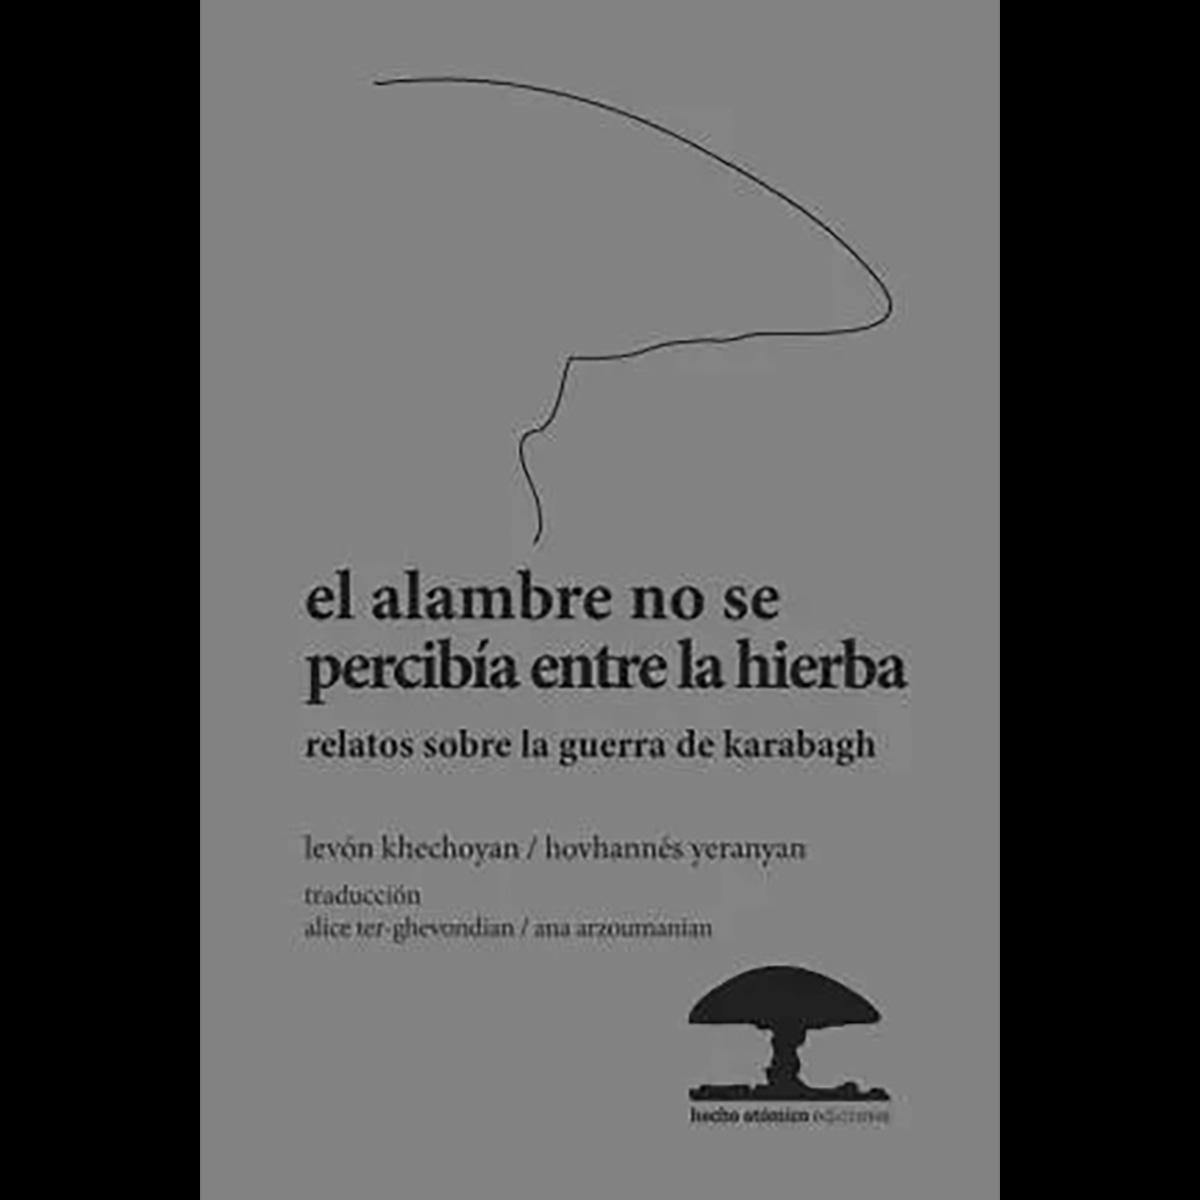 el alambre no se
percibía entre la hierba
relatos sobre la guerra de karabagh
levón khechoyan / hovhannés yeranyan
traducción
alice ter-ghevondian / ana arzoumanian
hecho atómico ediciones